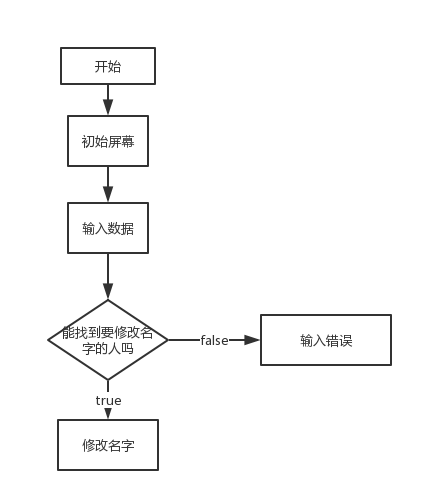 开始
初始屏幕
输入数据
能找到要修改名
字的人吗
false
输入错误
true
修改名字